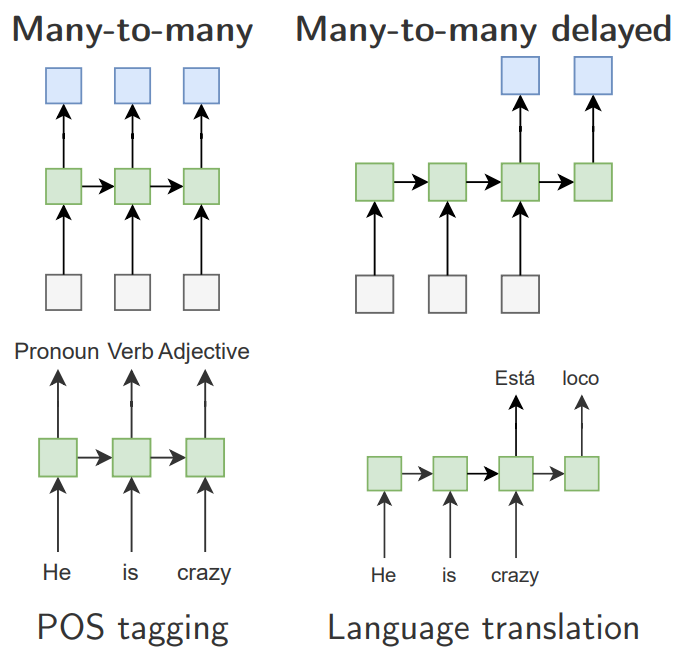 Many-to-many
Many-to-many delayed
Pronoun Verb Adjective
He is crazy
POS tagging
Está loco
He is crazy
Language translation